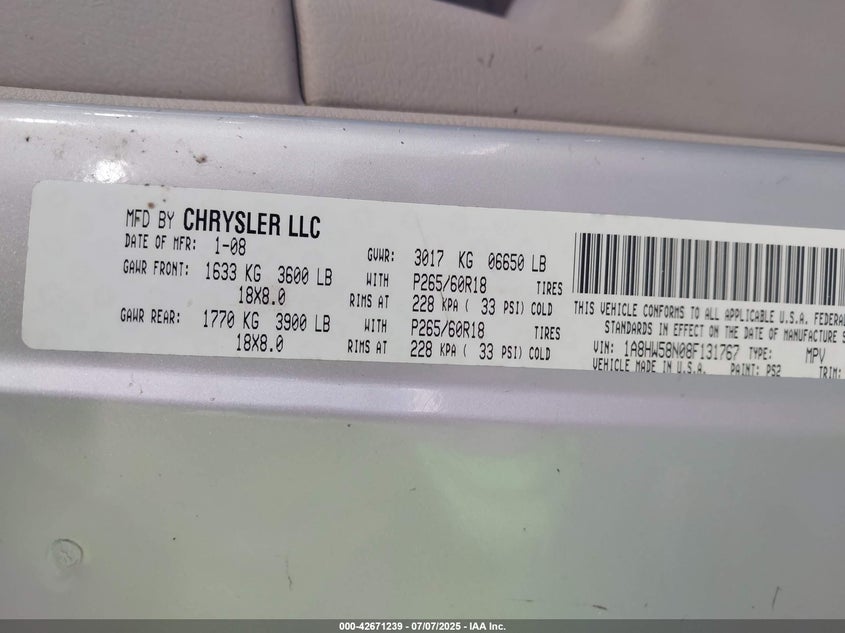 MFD BY CHRYSLER LLC
DATE OF MFR: 1-08
GVWR: 3017 KG 06650 LB
GAWR FRONT: 1633 KG 3600 LB WITH P265/60R18 TIRES
18X8.0 RIMS AT 228 KPA ( 33 PSI) COLD
GAWR REAR: 1770 KG 3900 LB WITH P265/60R18 TIRES
18X8.0 RIMS AT 228 KPA ( 33 PSI) COLD
THIS VEHICLE CONFORMS TO ALL APPLICABLE U.S.A. FEDERAL
STANDARDS IN EFFECT ON THE DATE OF MANUFACTURE S
VIN: 1A8HW58N08F131767 TYPE: MPV
VEHICLE MADE IN U.S.A. PAINT: PS2 TRIM:
000-42671239 / 07/07/2025 - IAA Inc.